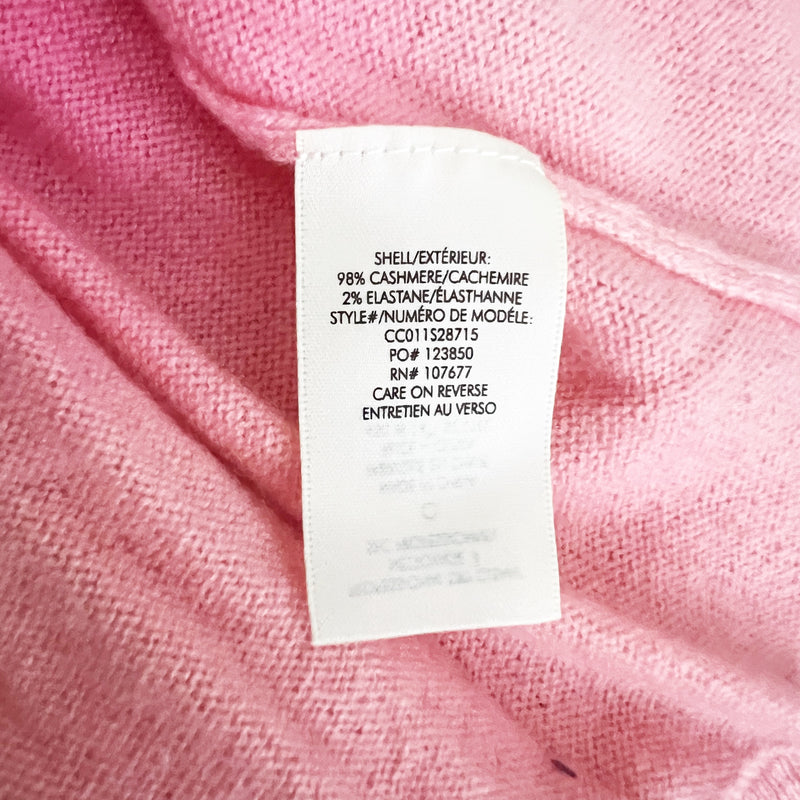 SHELL/EXTÉRIEUR:
98% CASHMERE/CACHEMIRE
2% ELASTANE/ÉLASTHANNE
STYLE#/NUMÉRO DE MODÉLE:
CC011S28715
PO# 123850
RN# 107677
CARE ON REVERSE
ENTRETIEN AU VERSO